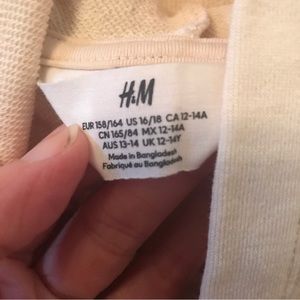 H&M
EUR 158/164 US 16/18 CA 12-14A
CN 165/84 MX 12-14A
AUS 13-14 UK 12-14Y
Made in Bangladesh
Fabriqué au Bangladesh